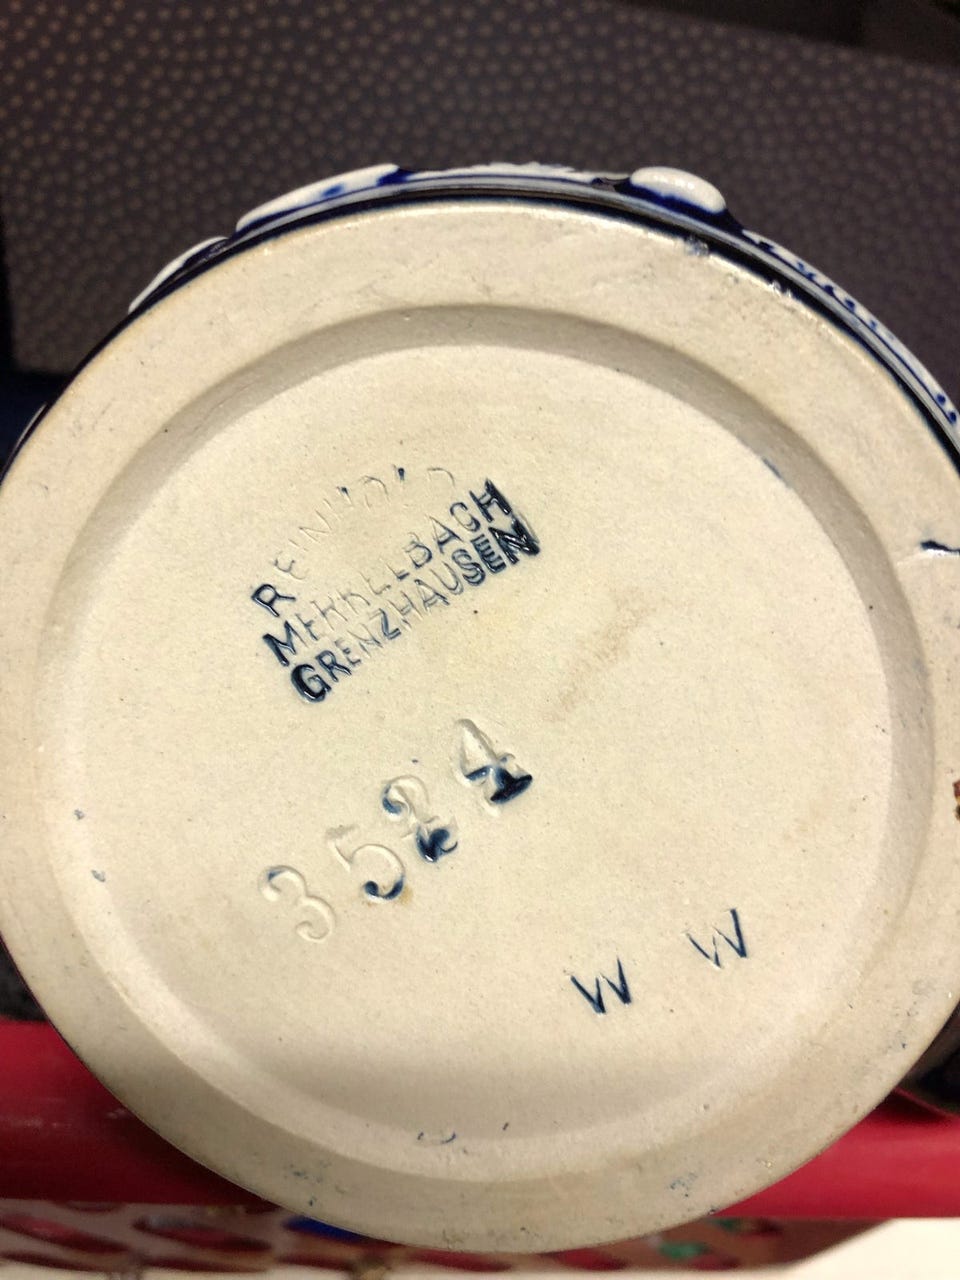 REINHOLD
MERKELBACH
GRENZHAUSEN
3524
W W